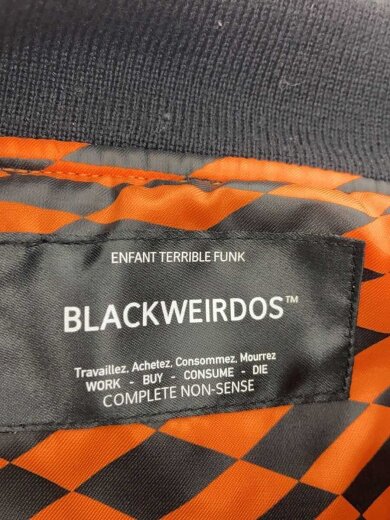 ENFANT TERRIBLE FUNK
BLACKWEIRDOS™
Travaillez, Achetez, Consommez, Mourrez
WORK - BUY - CONSUME - DIE
COMPLETE NON-SENSE